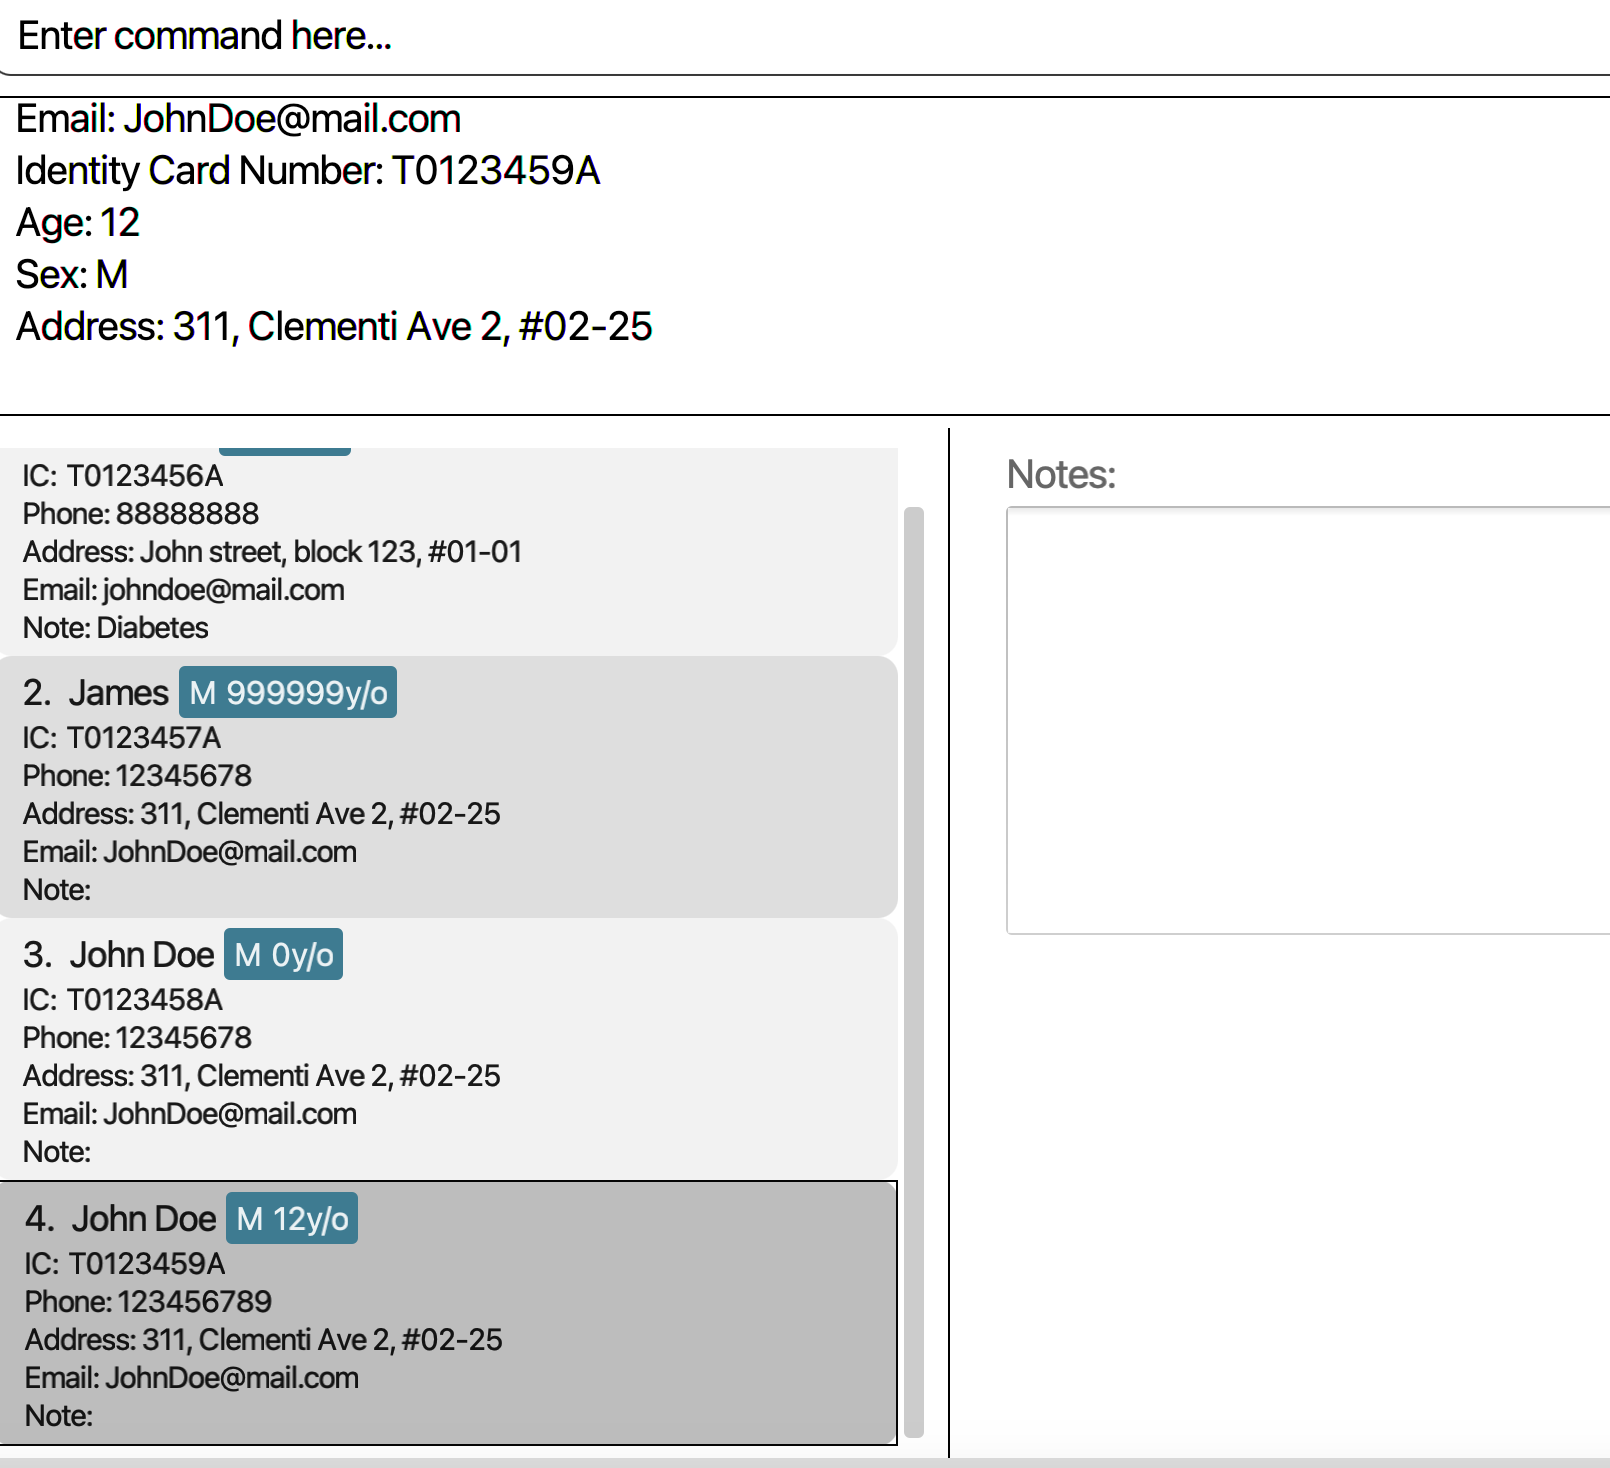 Enter command here...
Email: JohnDoe@mail.com
Identity Card Number: T0123459A
Age: 12
Sex: M
Address: 311, Clementi Ave 2, #02-25
IC: T0123456A
Phone: 88888888
Address: John street, block 123, #01-01
Email: johndoe@mail.com
Note: Diabetes
2. James M 999999y/o
IC: T0123457A
Phone: 12345678
Address: 311, Clementi Ave 2, #02-25
Email: JohnDoe@mail.com
Note:
3. John Doe M 0y/o
IC: T0123458A
Phone: 12345678
Address: 311, Clementi Ave 2, #02-25
Email: JohnDoe@mail.com
Note:
4. John Doe M 12y/o
IC: T0123459A
Phone: 123456789
Address: 311, Clementi Ave 2, #02-25
Email: JohnDoe@mail.com
Note:
Notes: